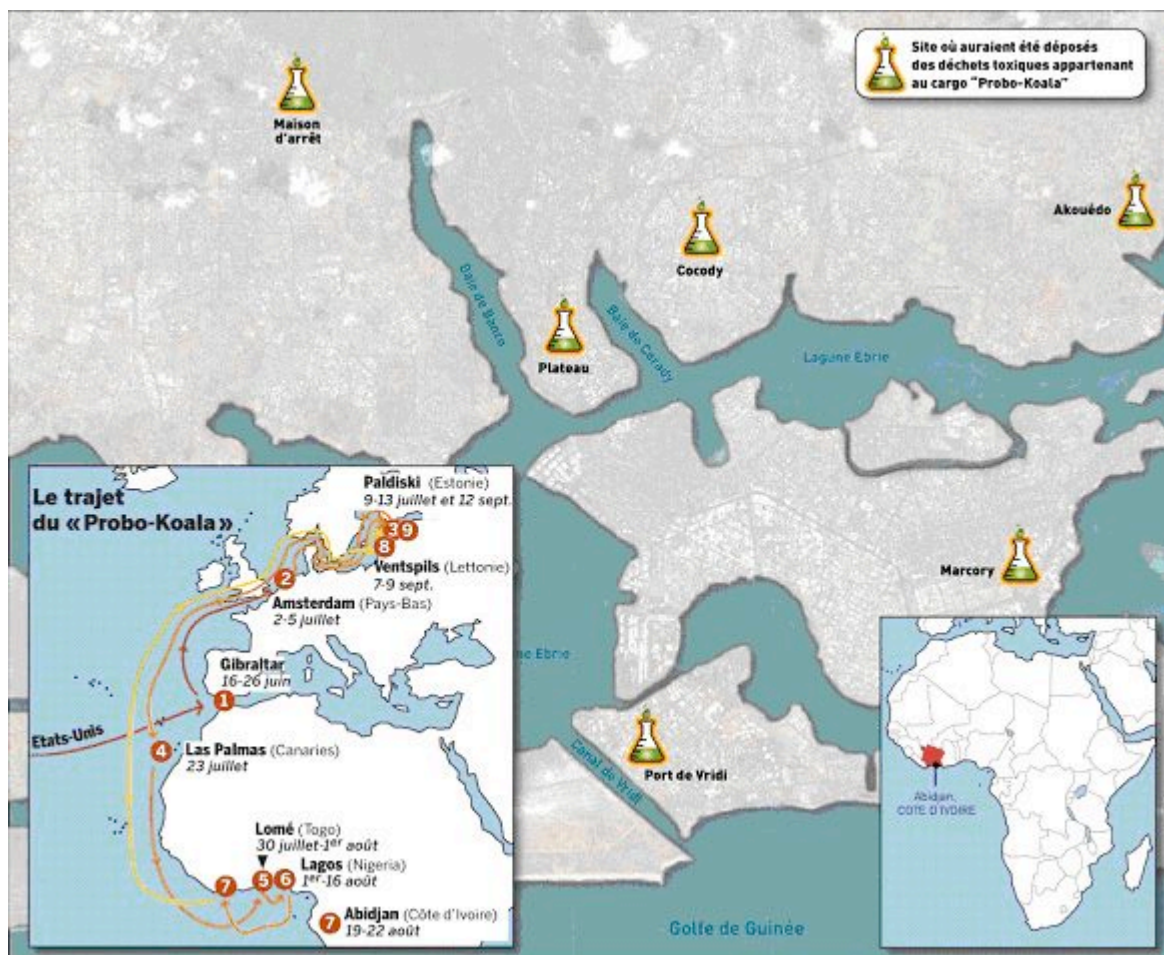 Site où auraient été déposés
des déchets toxiques appartenant
au cargo "Probo-Koala"
Maison
d'arrêt
Akouédo
Cocody
Baie de Banco
Baie de Cocody
Plateau
Lagune Ebrie
Marcory
ne Ebrie
Canal de Vridi
Port de Vridi
Golfe de Guinée
Le trajet
du « Probo-Koala »
Paldiski (Estonie)
9-13 juillet et 12 sept.
3 9
8
Ventspils (Lettonie)
7-9 sept.
2
Amsterdam (Pays-Bas)
2-5 juillet
Gibraltar
16-26 juin
1
Etats-Unis
4
Las Palmas (Canaries)
23 juillet
Lomé (Togo)
30 juillet-1er août
Lagos (Nigeria)
1er-16 août
7 5 6
7 Abidjan (Côte d'Ivoire)
19-22 août
Abidjan,
COTE D'IVOIRE